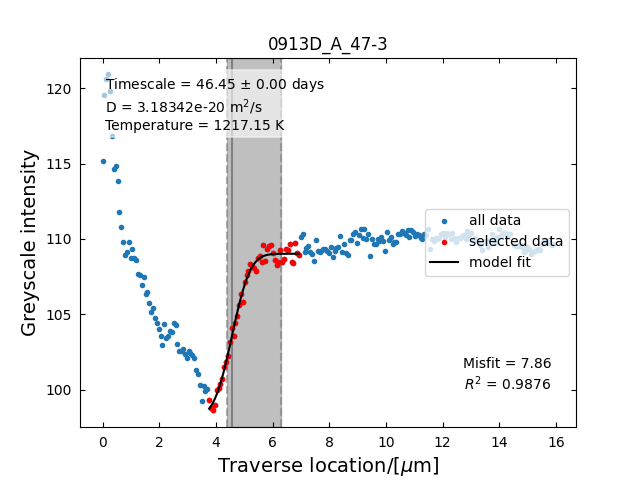 0913D_A_47-3
Timescale = 46.45 ± 0.00 days
D = 3.18342e-20 m²/s
Temperature = 1217.15 K
120
115
110
105
100
Greyscale intensity
all data
selected data
model fit
Misfit = 7.86
R² = 0.9876
0 2 4 6 8 10 12 14 16
Traverse location/[μm]